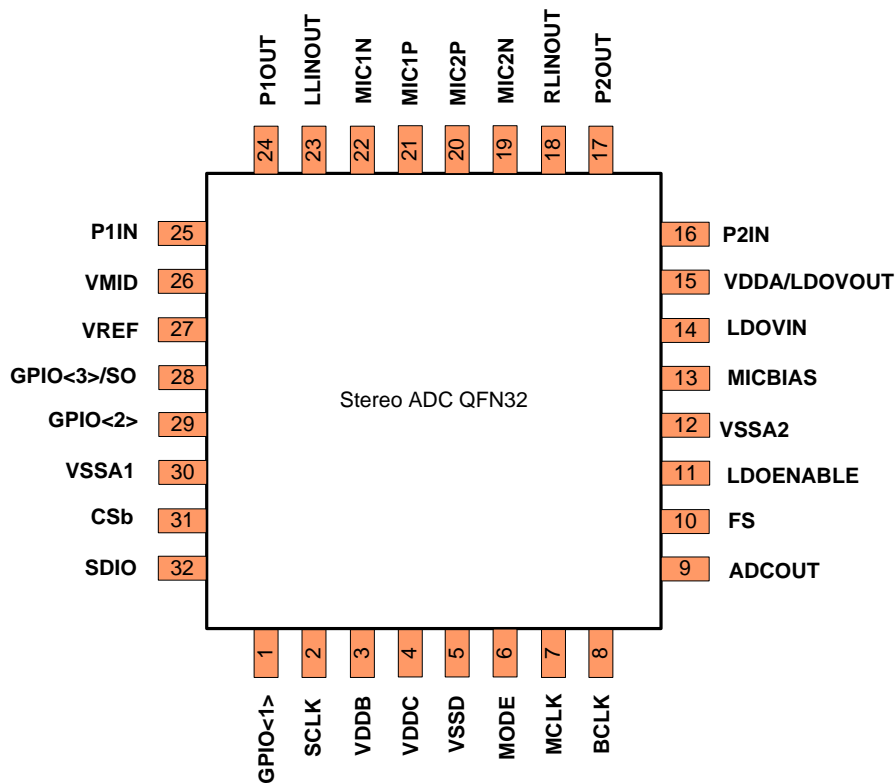 P1OUT
LLINOUT
MIC1N
MIC1P
MIC2P
MIC2N
RLINOUT
P2OUT
24
23
22
21
20
19
18
17
P1IN 25
VMID 26
VREF 27
GPIO<3>/SO 28
GPIO<2> 29
VSSA1 30
CSb 31
SDIO 32
Stereo ADC QFN32
16 P2IN
15 VDDA/LDOVOUT
14 LDOVIN
13 MICBIAS
12 VSSA2
11 LDOENABLE
10 FS
9 ADCOUT
1
2
3
4
5
6
7
8
GPIO<1>
SCLK
VDDB
VDDC
VSSD
MODE
MCLK
BCLK